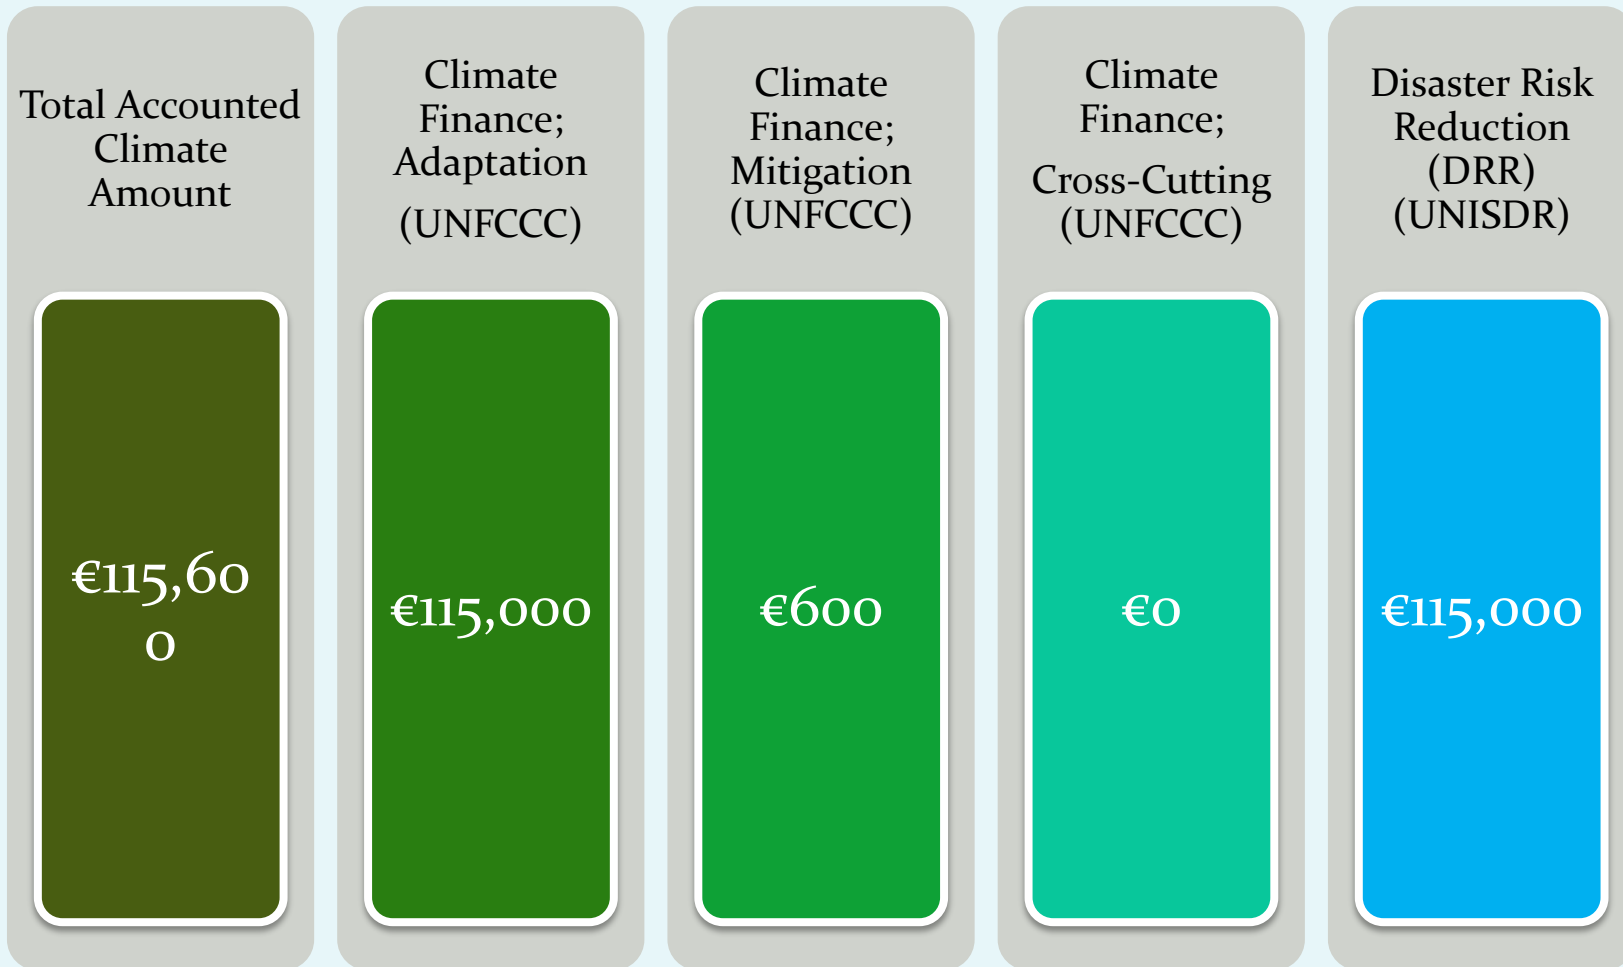 Total Accounted
Climate
Amount
€115,60
0
Climate
Finance;
Adaptation
(UNFCCC)
€115,000
Climate
Finance;
Mitigation
(UNFCCC)
€600
Climate
Finance;
Cross-Cutting
(UNFCCC)
€0
Disaster Risk
Reduction
(DRR)
(UNISDR)
€115,000